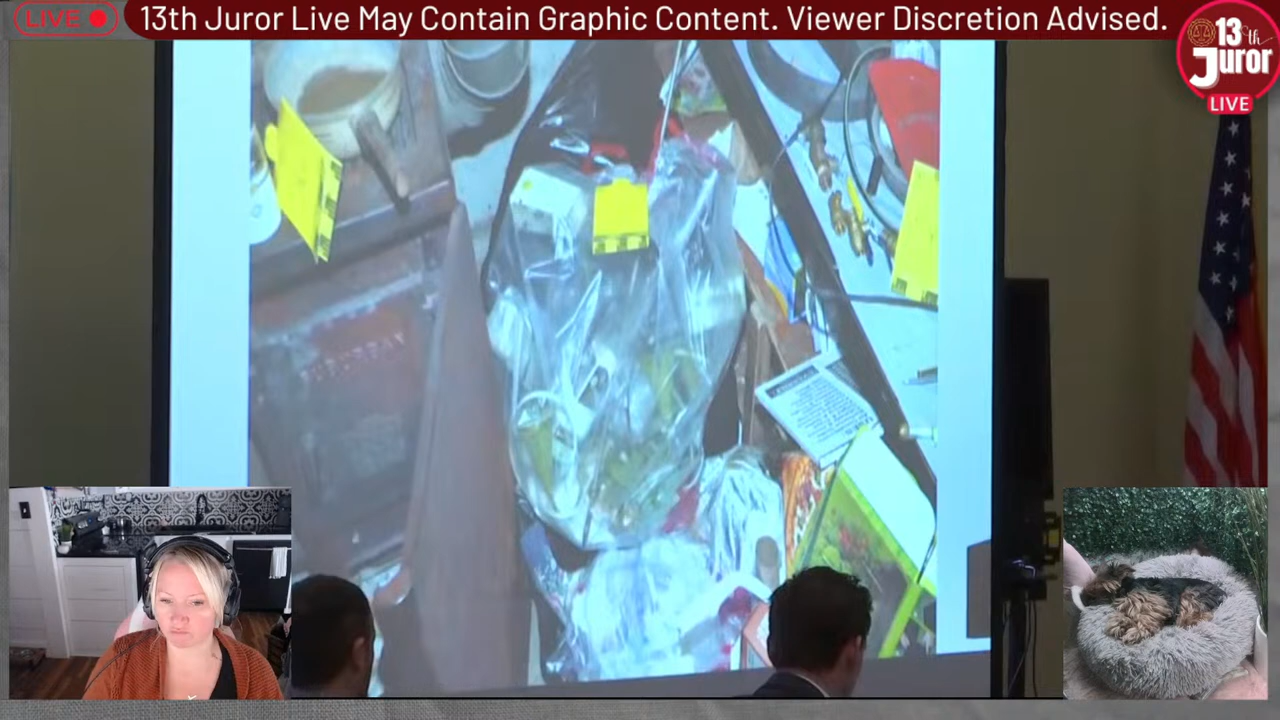 LIVE
13th Juror Live May Contain Graphic Content. Viewer Discretion Advised.
13th
Juror
LIVE